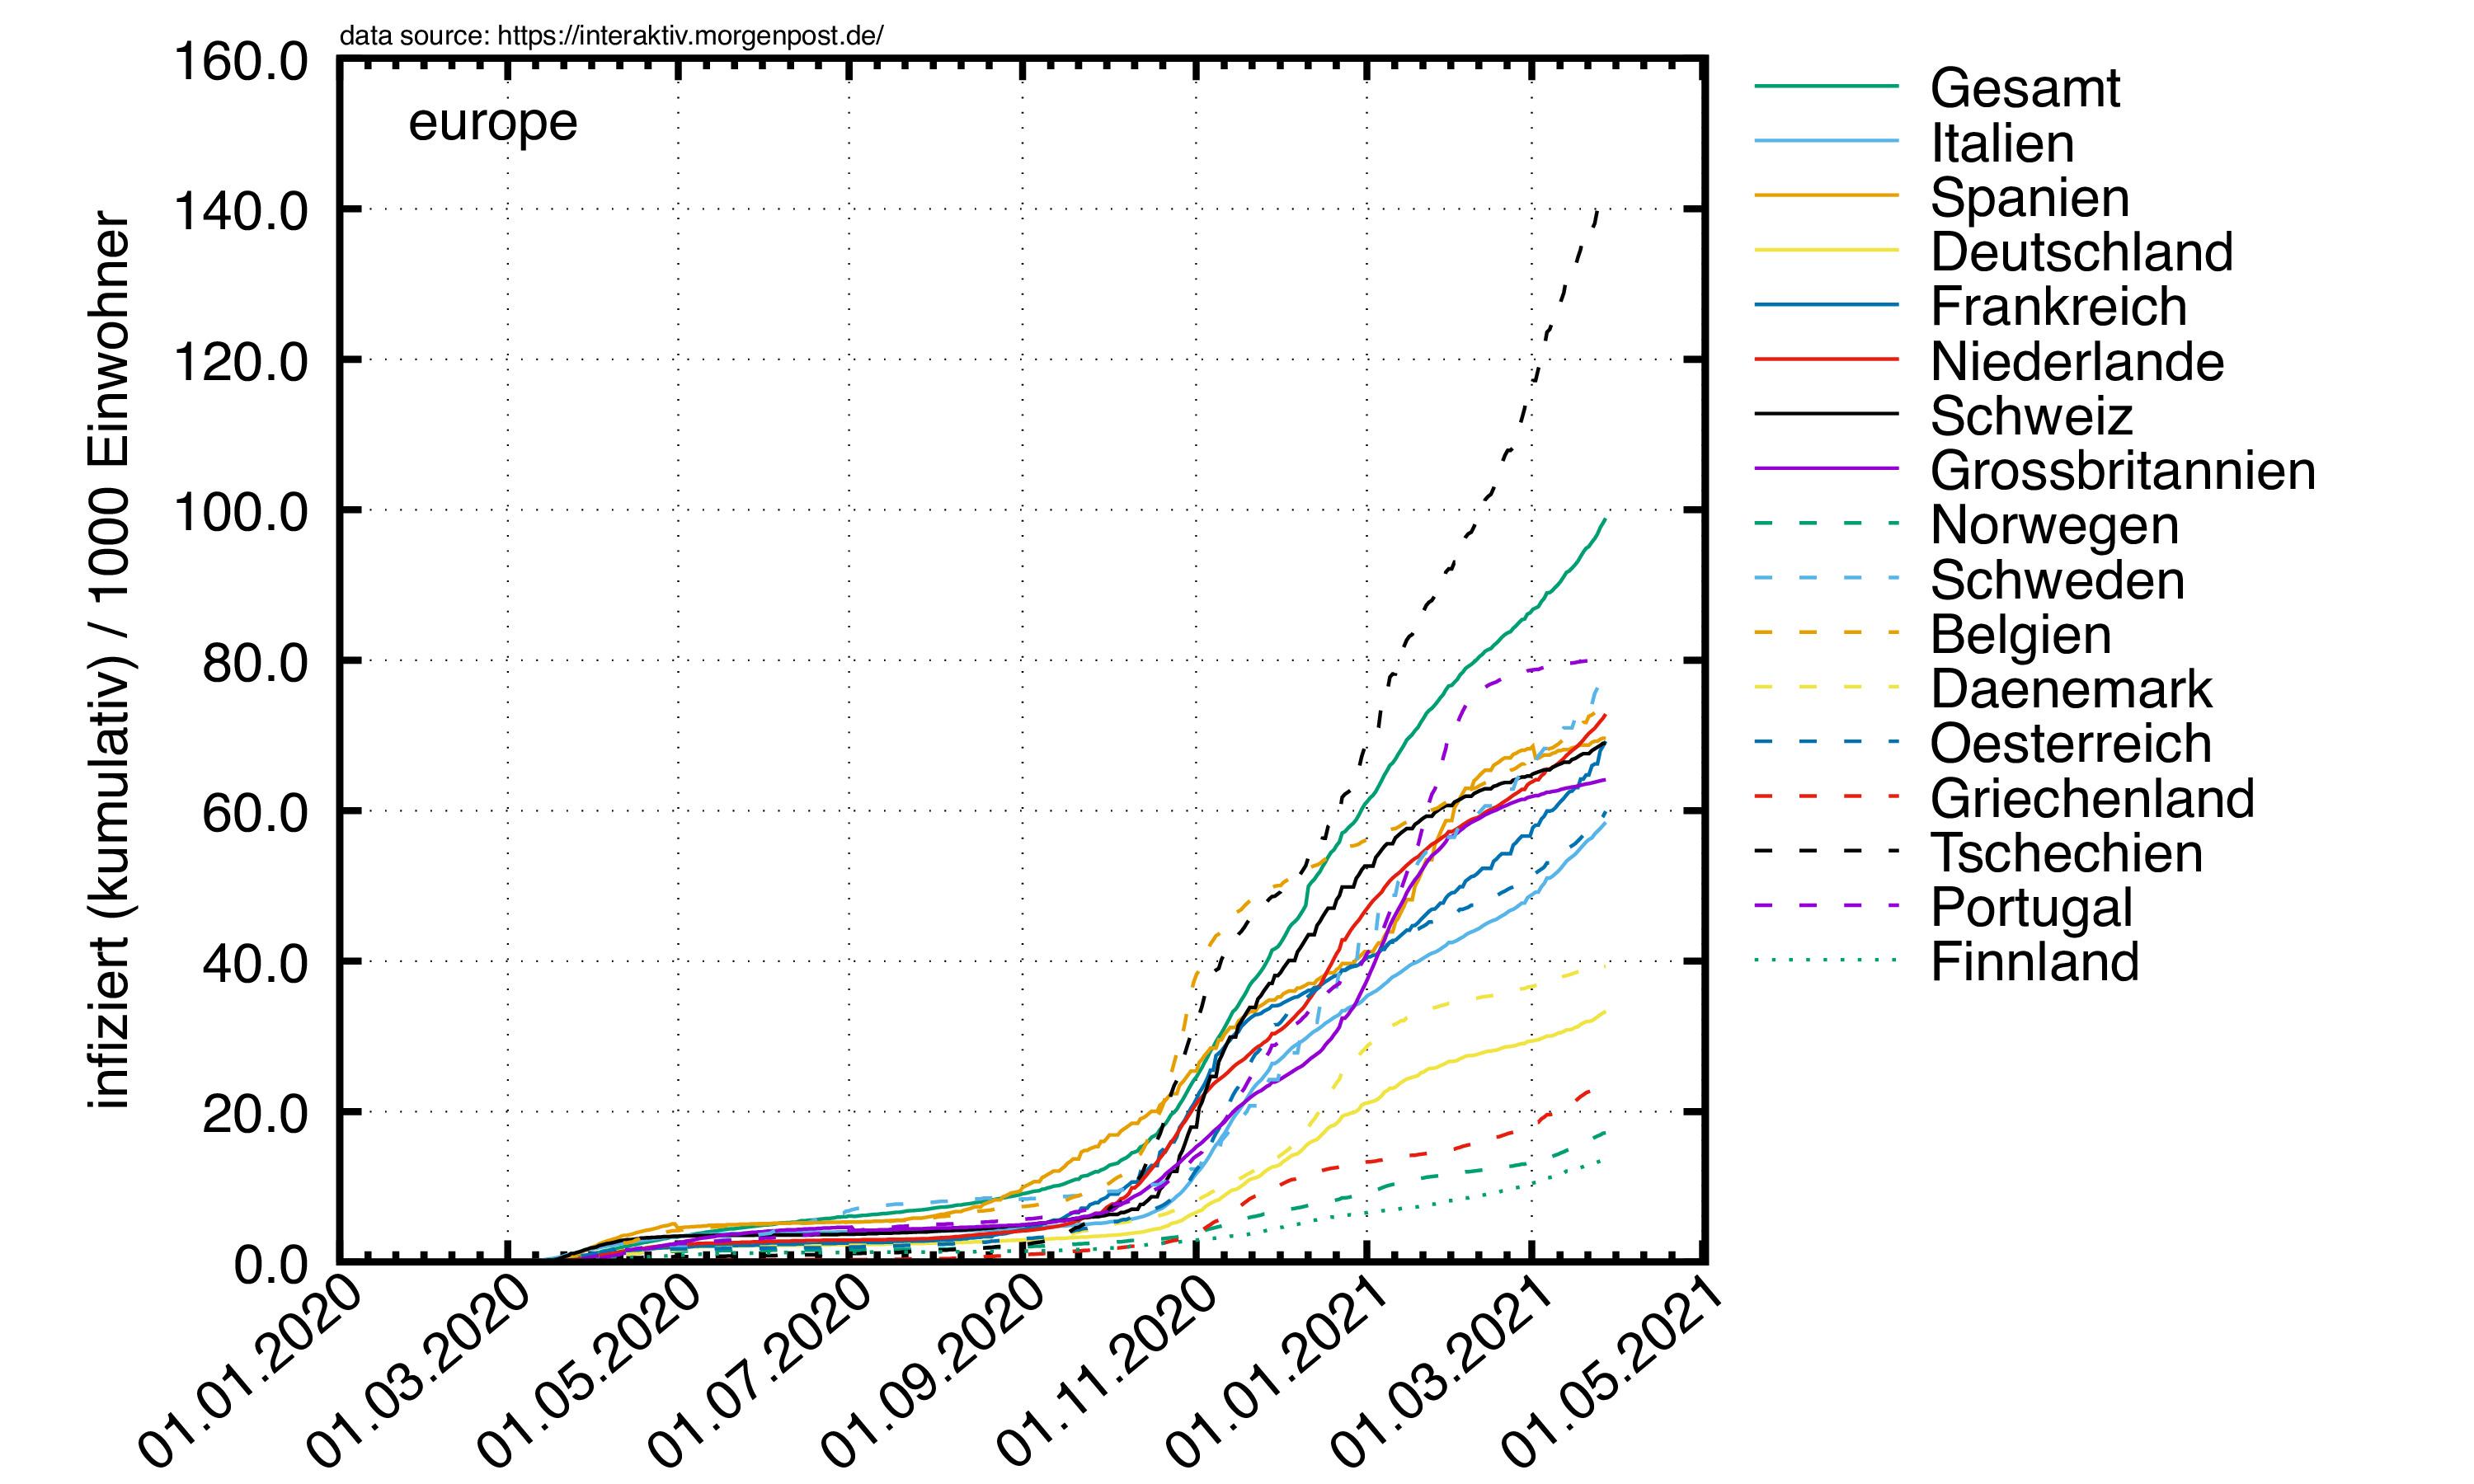 data source: https://interaktiv.morgenpost.de/
europe
infiziert (kumulativ) / 1000 Einwohner
160.0
140.0
120.0
100.0
80.0
60.0
40.0
20.0
0.0
01.01.2020
01.03.2020
01.05.2020
01.07.2020
01.09.2020
01.11.2020
01.01.2021
01.03.2021
01.05.2021
Gesamt
Italien
Spanien
Deutschland
Frankreich
Niederlande
Schweiz
Grossbritannien
Norwegen
Schweden
Belgien
Daenemark
Oesterreich
Griechenland
Tschechien
Portugal
Finnland